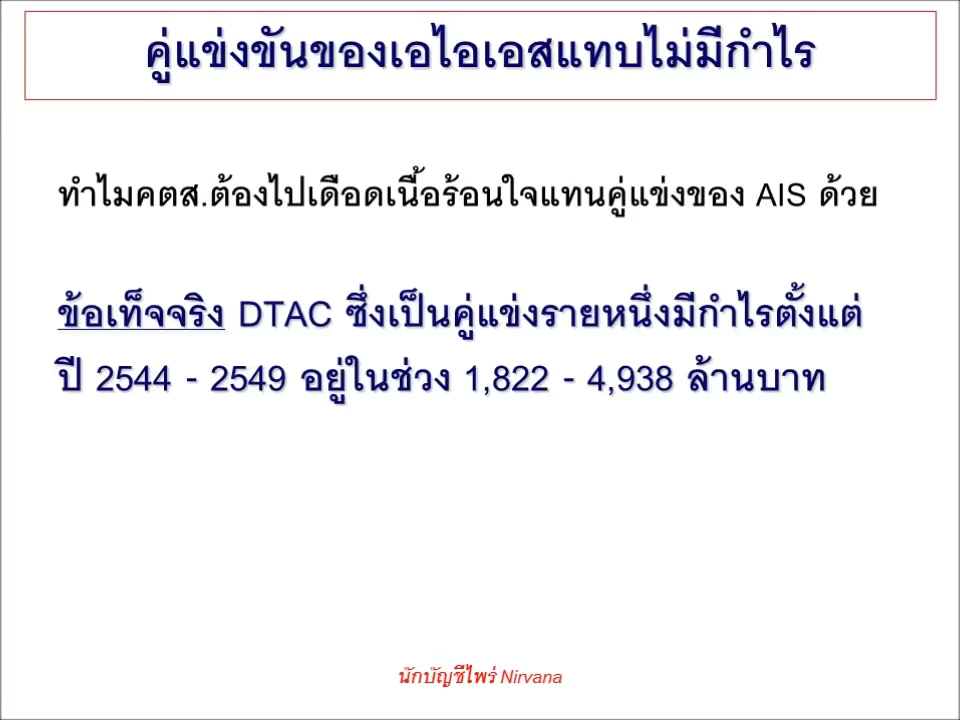 คู่แข่งขันของเอไอเอสแทบไม่มีกำไร
ทำไมคตส.ต้องไปเดือดเนื้อร้อนใจแทนคู่แข่งของ AIS ด้วย
ข้อเท็จจริง DTAC ซึ่งเป็นคู่แข่งรายหนึ่งมีกำไรตั้งแต่
ปี 2544 - 2549 อยู่ในช่วง 1,822 - 4,938 ล้านบาท
นักบัญชีไพร่ Nirvana